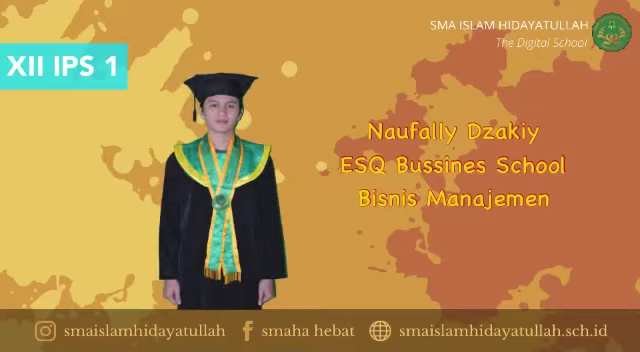 SMA ISLAM HIDAYATULLAH
The Digital School
XII IPS 1
Naufally Dzakiy
ESQ Bussines School
Bisnis Manajemen
smaislamhidayatullah smaha hebat smaislamhidayatullah.sch.id